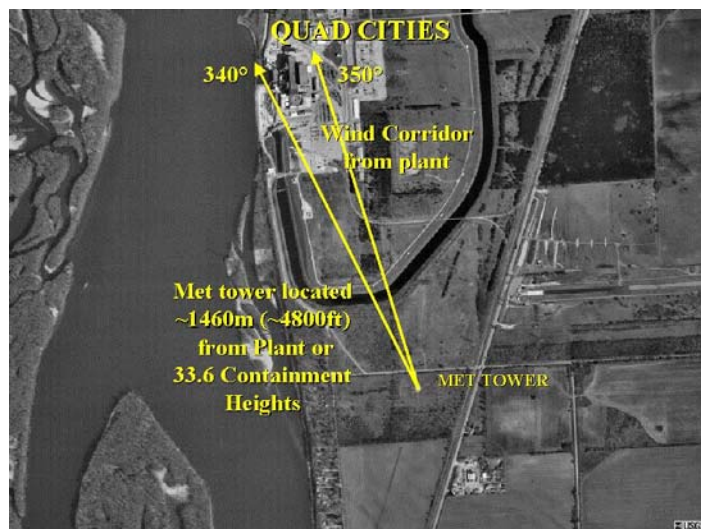 QUAD CITIES
340°
350°
Wind Corridor
from plant
Met tower located
~1460m (~4800ft)
from Plant or
33.6 Containment
Heights
MET TOWER
USGS